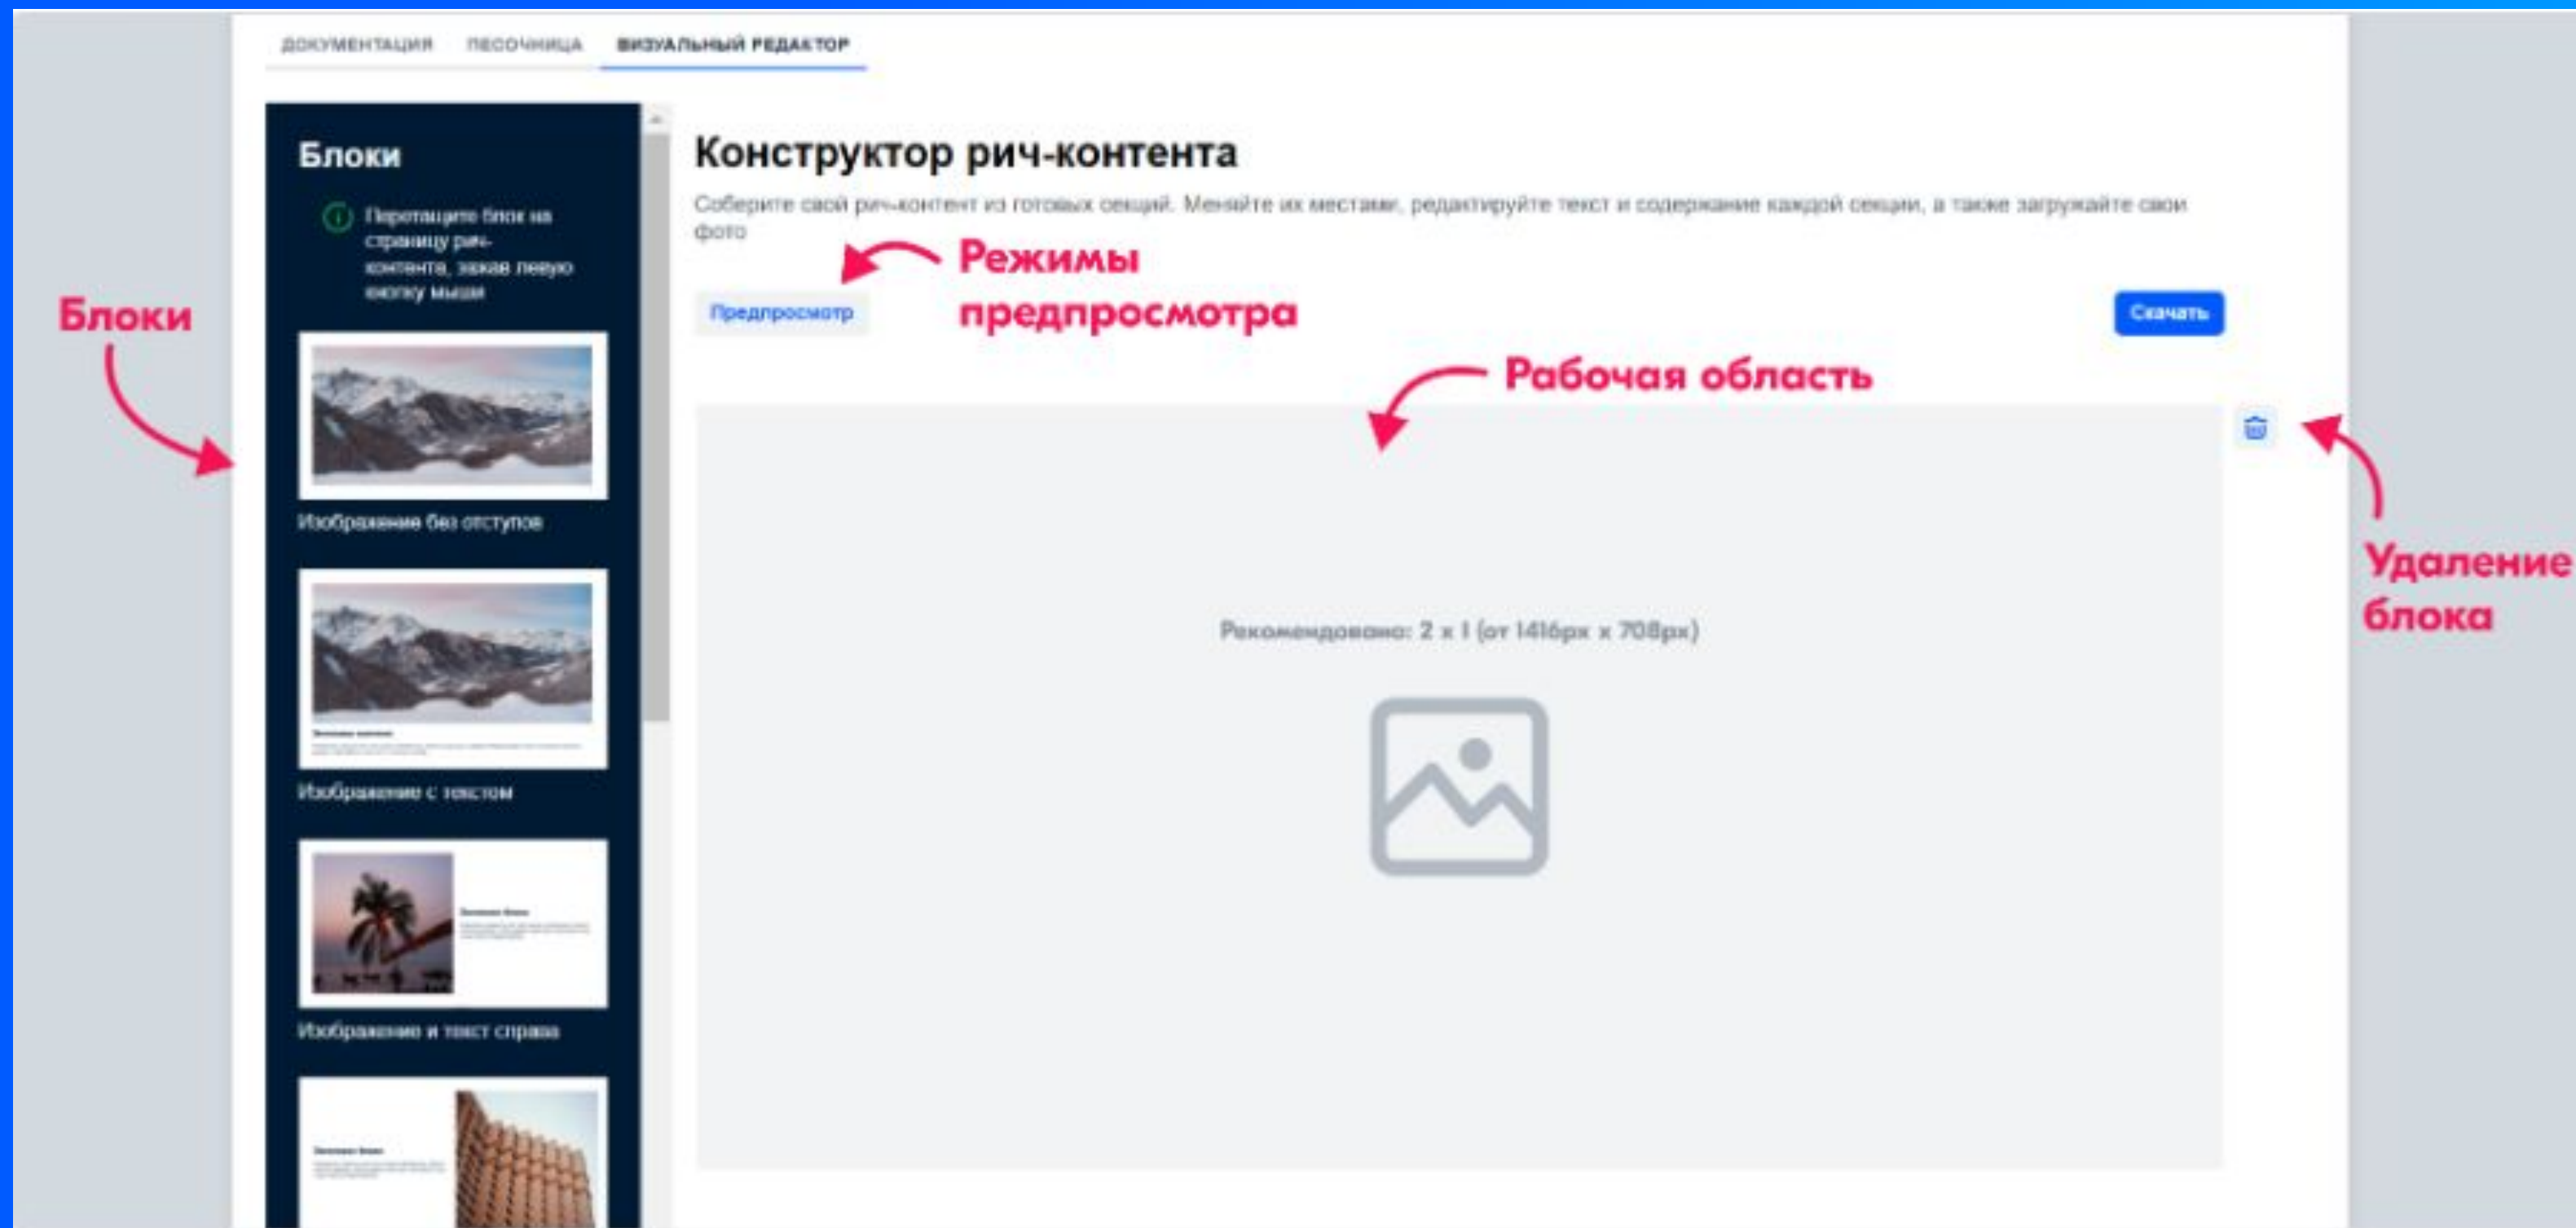 ДОКУМЕНТАЦИЯ ПЕСОЧНИЦА ВИЗУАЛЬНЫЙ РЕДАКТОР
Блоки
Перетащите блок на
страницу рич-
контента, зажав левую
кнопку мыши
Блоки
Изображение без отступов
Изображение с текстом
Изображение и текст справа
Конструктор рич-контента
Соберите свой рич-контент из готовых секций. Меняйте их местами, редактируйте текст и содержание каждой секции, а также загружайте свои
фото
Режимы
предпросмотра
Предпросмотр
Скачать
Рабочая область
Рекомендовано: 2 x 1 (от 1416px x 708px)
Удаление
блока